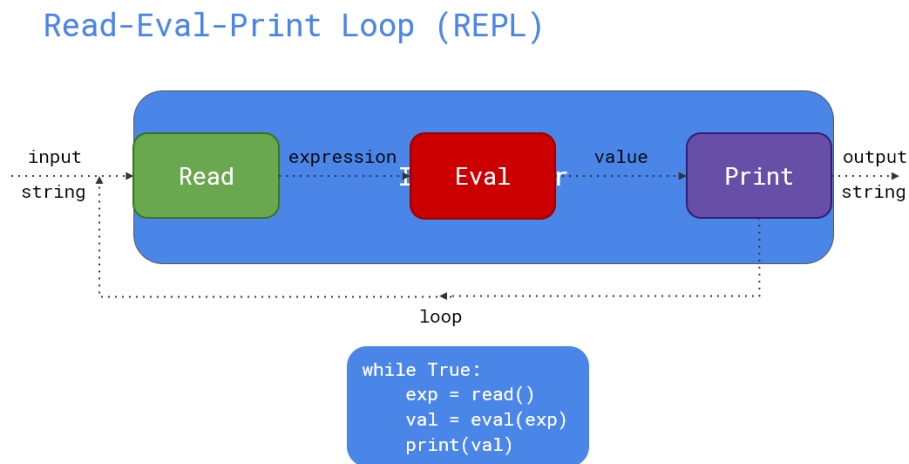 Read-Eval-Print Loop (REPL)
input
string
Read
expression
Eval
value
Print
output
string
loop
while True:
    exp = read()
    val = eval(exp)
    print(val)